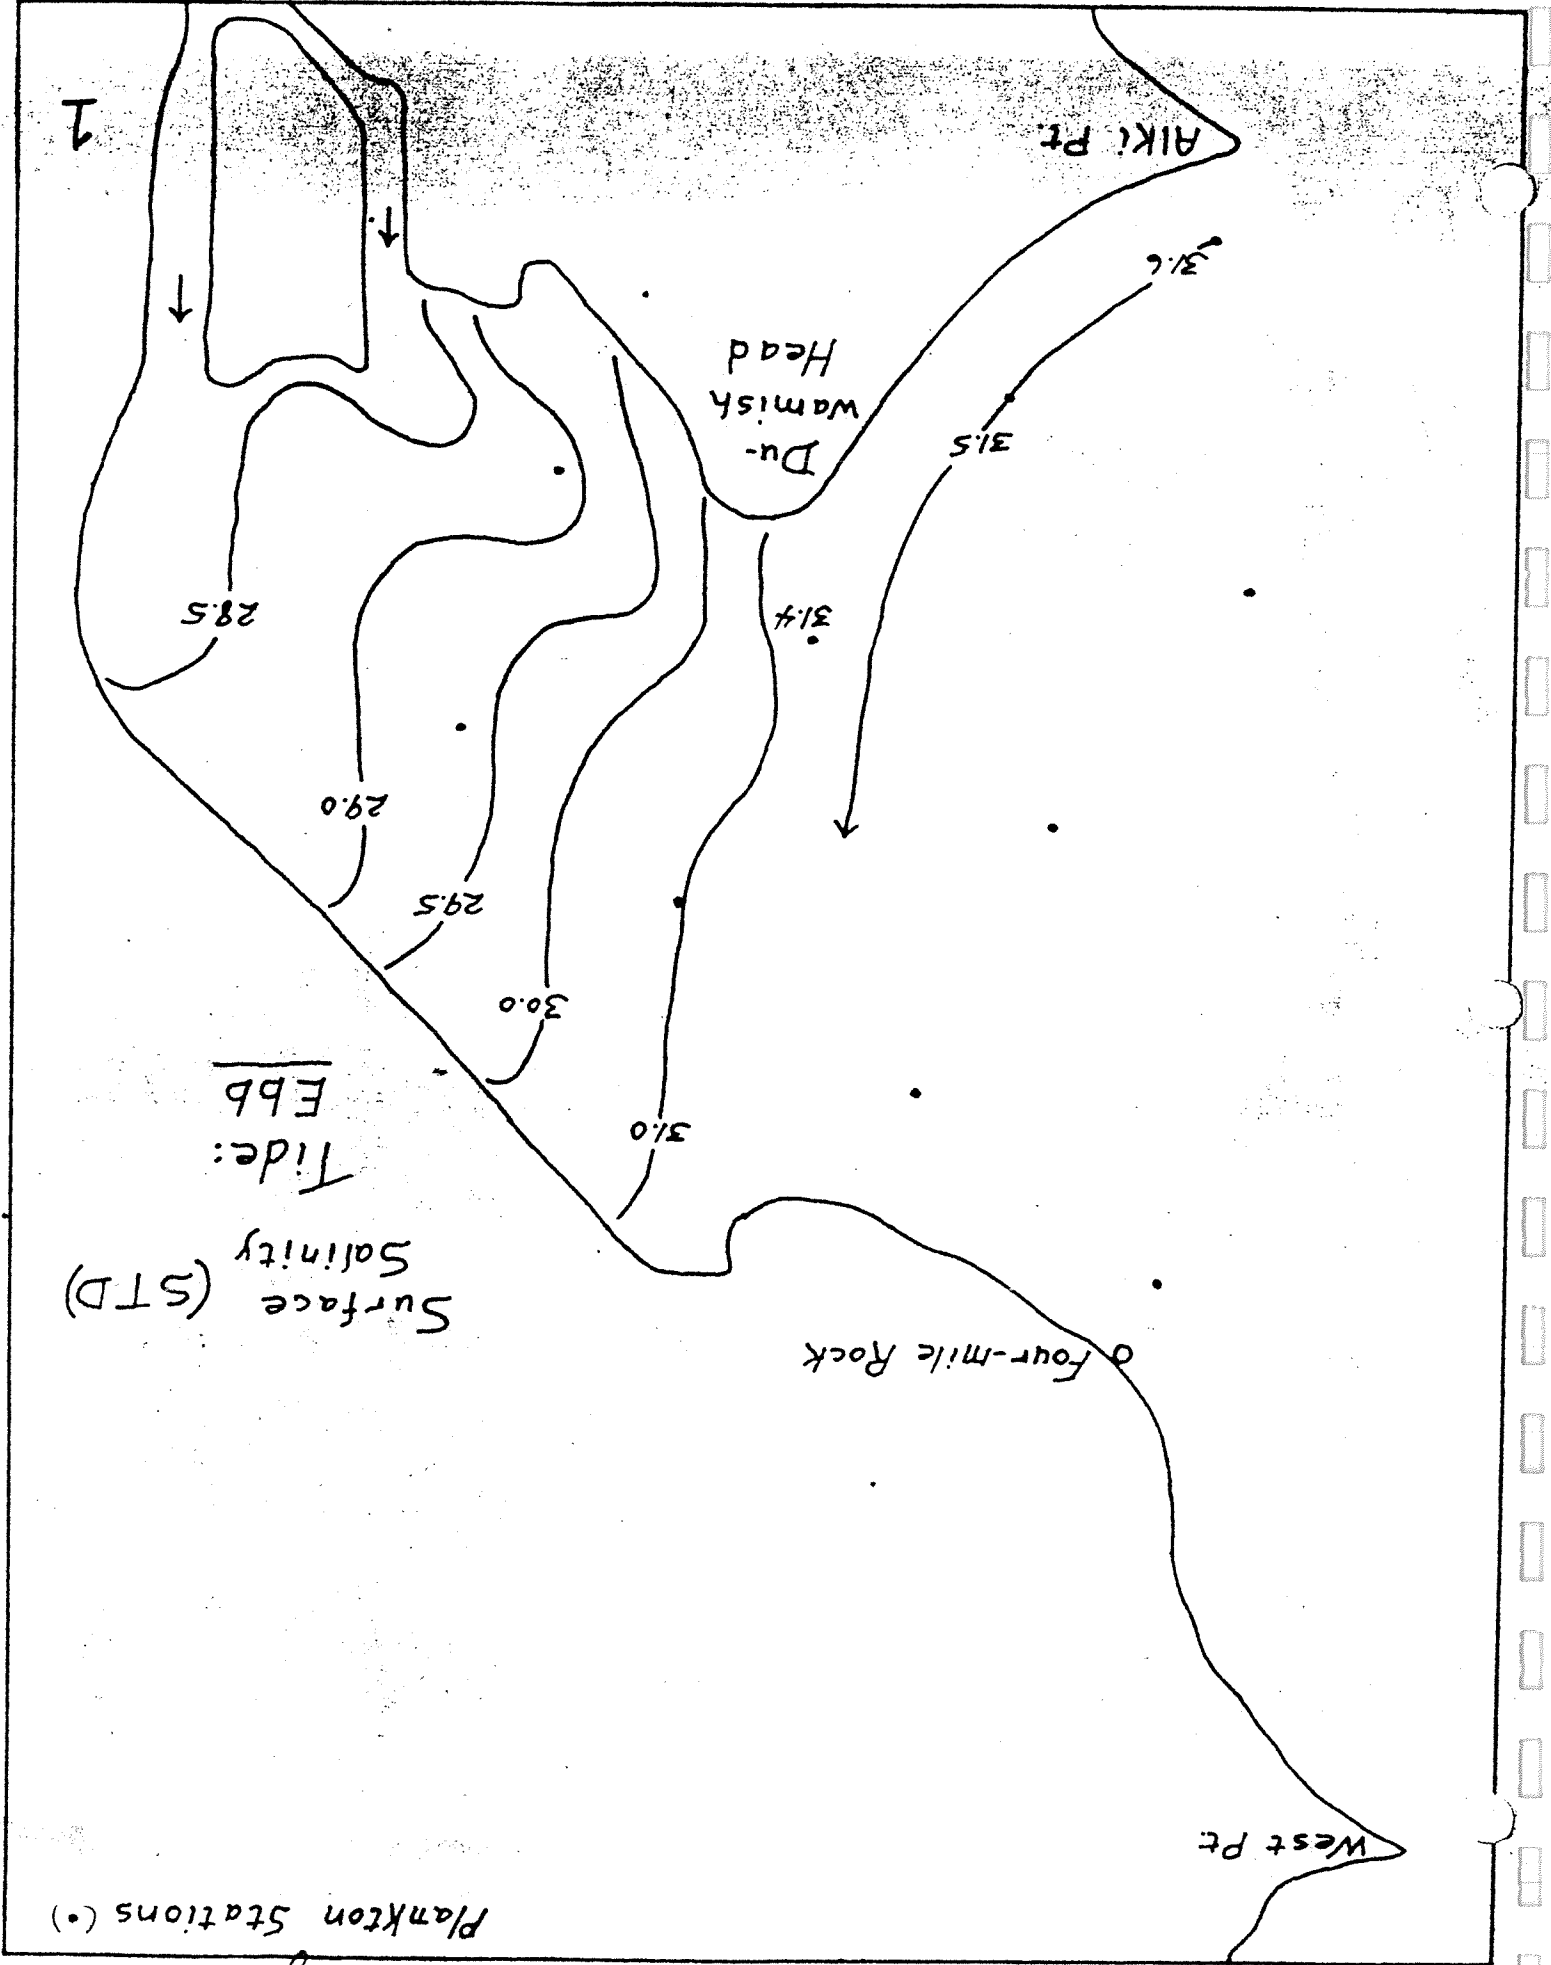 Plankton Stations (•)
West Pt.
Four-mile Rock
Surface (STD)
Salinity
Tide:
Ebb
31.0
30.0
29.5
29.0
31.4
28.5
Du-
wamish
Head
31.5
31.6
Alki Pt.
1